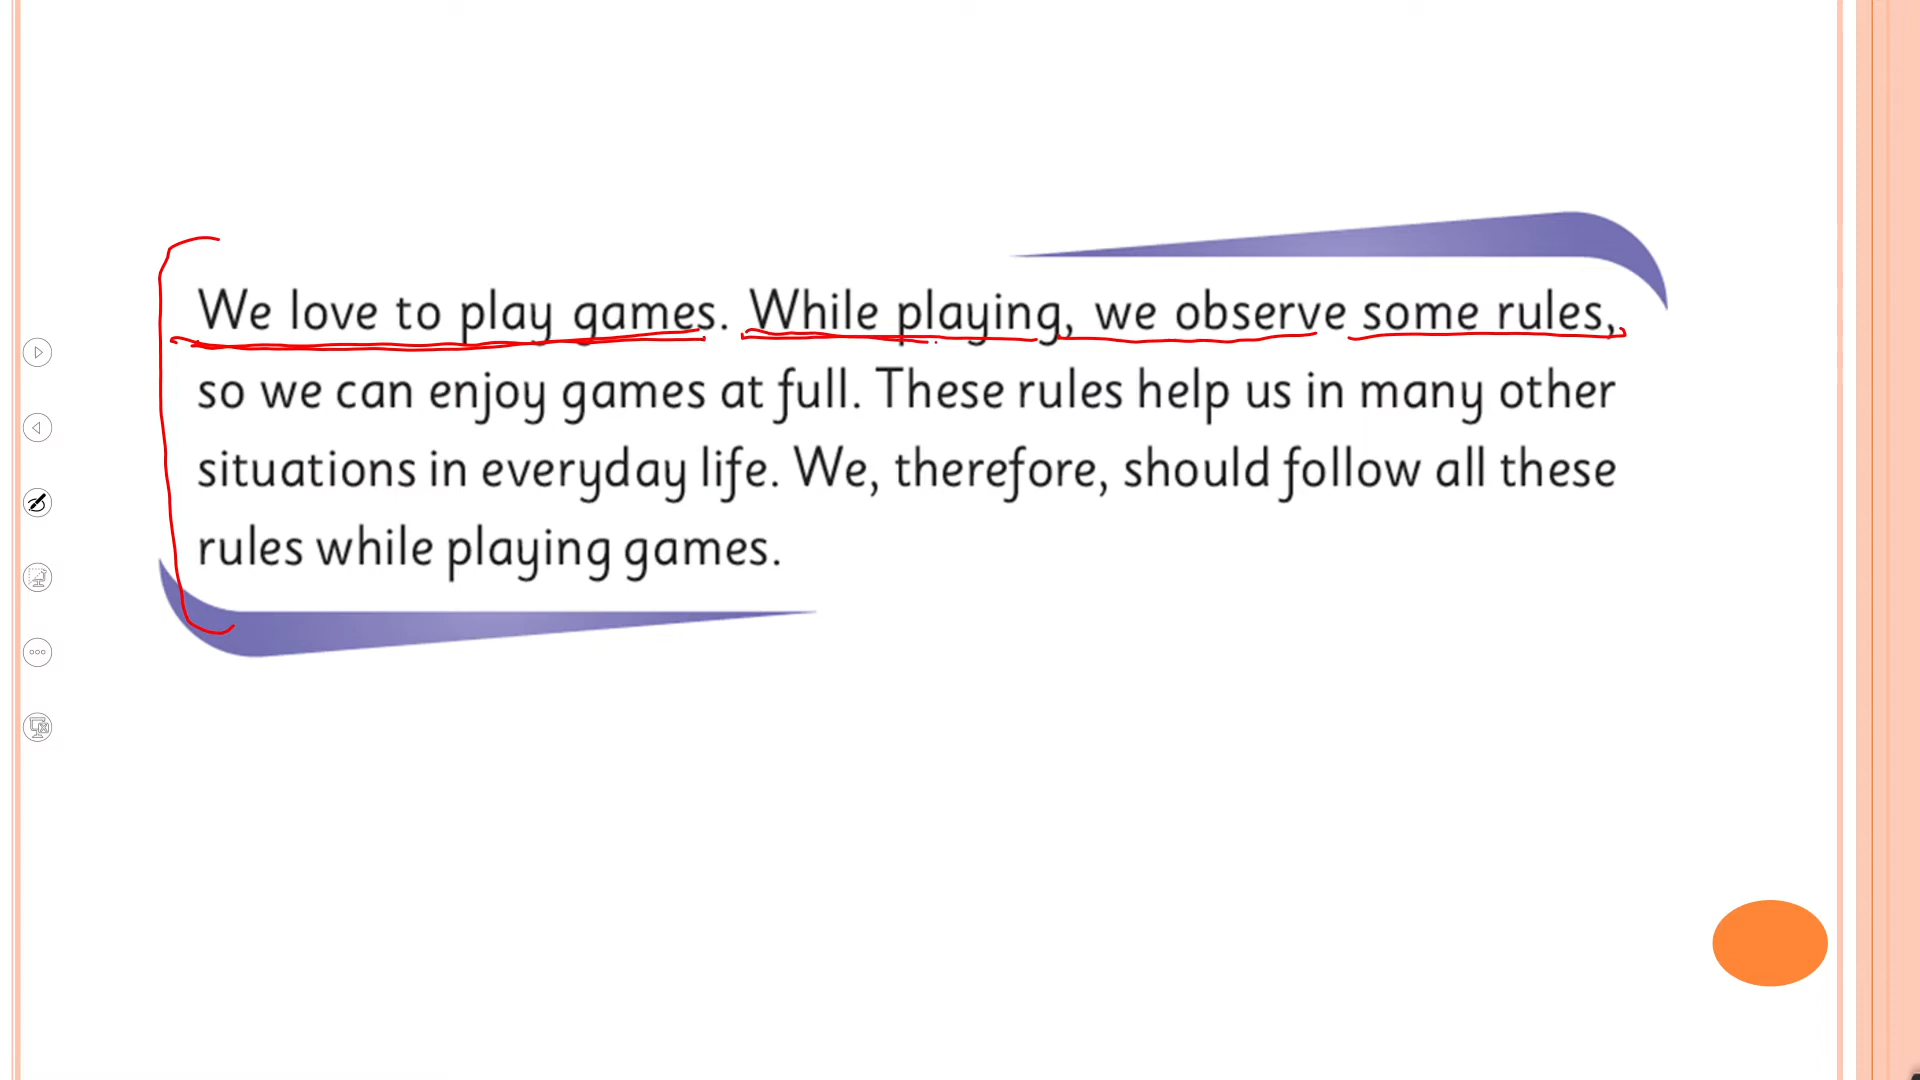 We love to play games. While playing, we observe some rules,
so we can enjoy games at full. These rules help us in many other
situations in everyday life. We, therefore, should follow all these
rules while playing games.